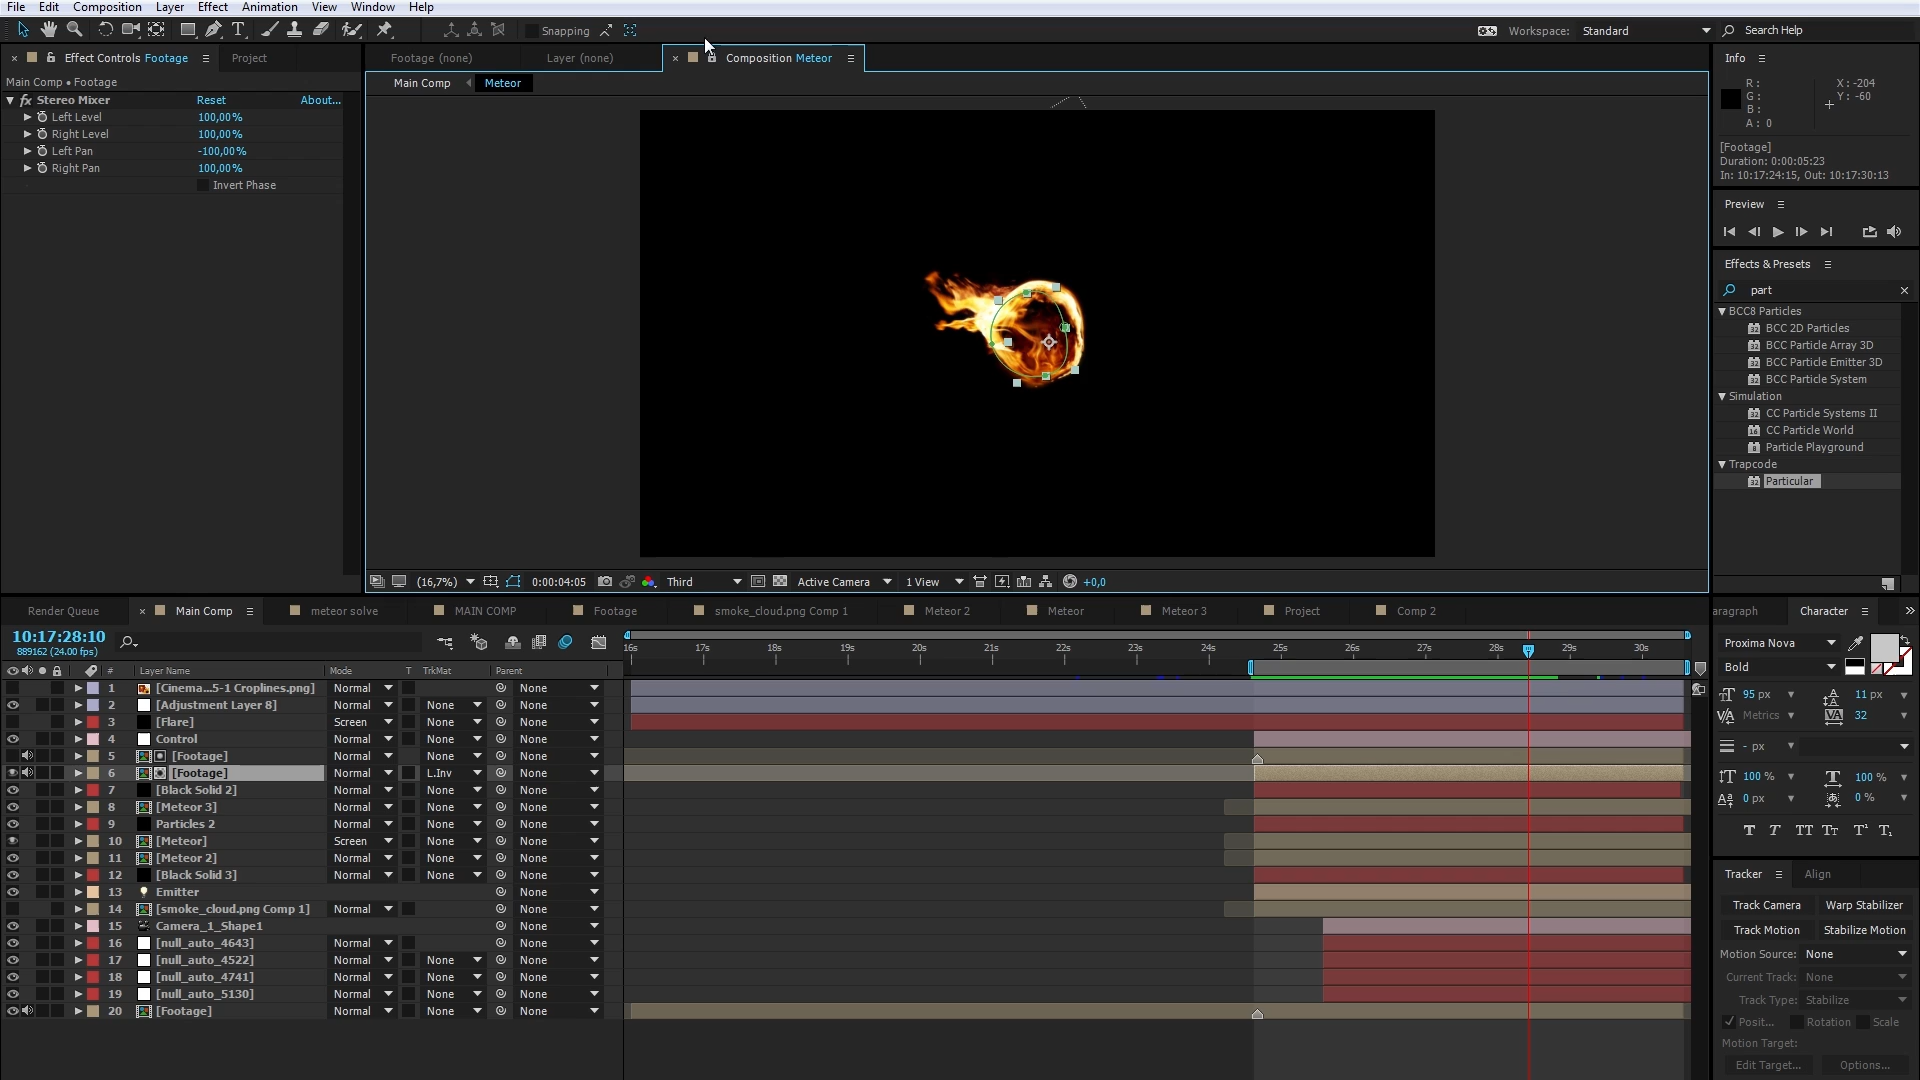 File Edit Composition Layer Effect Animation View Window Help
T Snapping Workspace: Standard Search Help
Effect Controls Footage Project
Main Comp • Footage
fx Stereo Mixer Reset About...
Left Level 100,00%
Right Level 100,00%
Left Pan -100,00%
Right Pan 100,00%
Invert Phase
Footage (none) Layer (none) Composition Meteor
Main Comp Meteor
(16,7%) 0:00:04:05 Third Active Camera 1 View +0,0
Info
R: X: -204
G: Y: -60
B:
A: 0
[Footage]
Duration: 0:00:05:23
In: 10:17:24:15, Out: 10:17:30:13
Preview
Effects & Presets
part
BCC8 Particles
BCC 2D Particles
BCC Particle Array 3D
BCC Particle Emitter 3D
BCC Particle System
Simulation
CC Particle Systems II
CC Particle World
Particle Playground
Trapcode
Particular
Render Queue Main Comp meteor solve MAIN COMP Footage smoke_cloud.png Comp 1 Meteor 2 Meteor Meteor 3 Project Comp 2
10:17:28:10
889162 (24.00 fps)
16s 17s 18s 19s 20s 21s 22s 23s 24s 25s 26s 27s 28s 29s 30s
# Layer Name Mode T TrkMat Parent
1 [Cinema...5-1 Croplines.png] Normal None
2 [Adjustment Layer 8] Normal None None
3 [Flare] Screen None None
4 Control Normal None None
5 [Footage] Normal None None
6 [Footage] Normal L.Inv None
7 [Black Solid 2] Normal None None
8 [Meteor 3] Normal None None
9 Particles 2 Normal None None
10 [Meteor] Screen None None
11 [Meteor 2] Normal None None
12 [Black Solid 3] Normal None None
13 Emitter None
14 [smoke_cloud.png Comp 1] Normal None
15 Camera_1_Shape1 None
16 [null_auto_4643] Normal None
17 [null_auto_4522] Normal None None
18 [null_auto_4741] Normal None None
19 [null_auto_5130] Normal None None
20 [Footage] Normal None None
aragraph Character
Proxima Nova
Bold
95 px 11 px
Metrics 32
- px
100 % 100 %
0 px 0 %
T T TT Tt T¹ T₁
Tracker Align
Track Camera Warp Stabilizer
Track Motion Stabilize Motion
Motion Source: None
Current Track: None
Track Type: Stabilize
Posit... Rotation Scale
Motion Target:
Edit Target... Options...